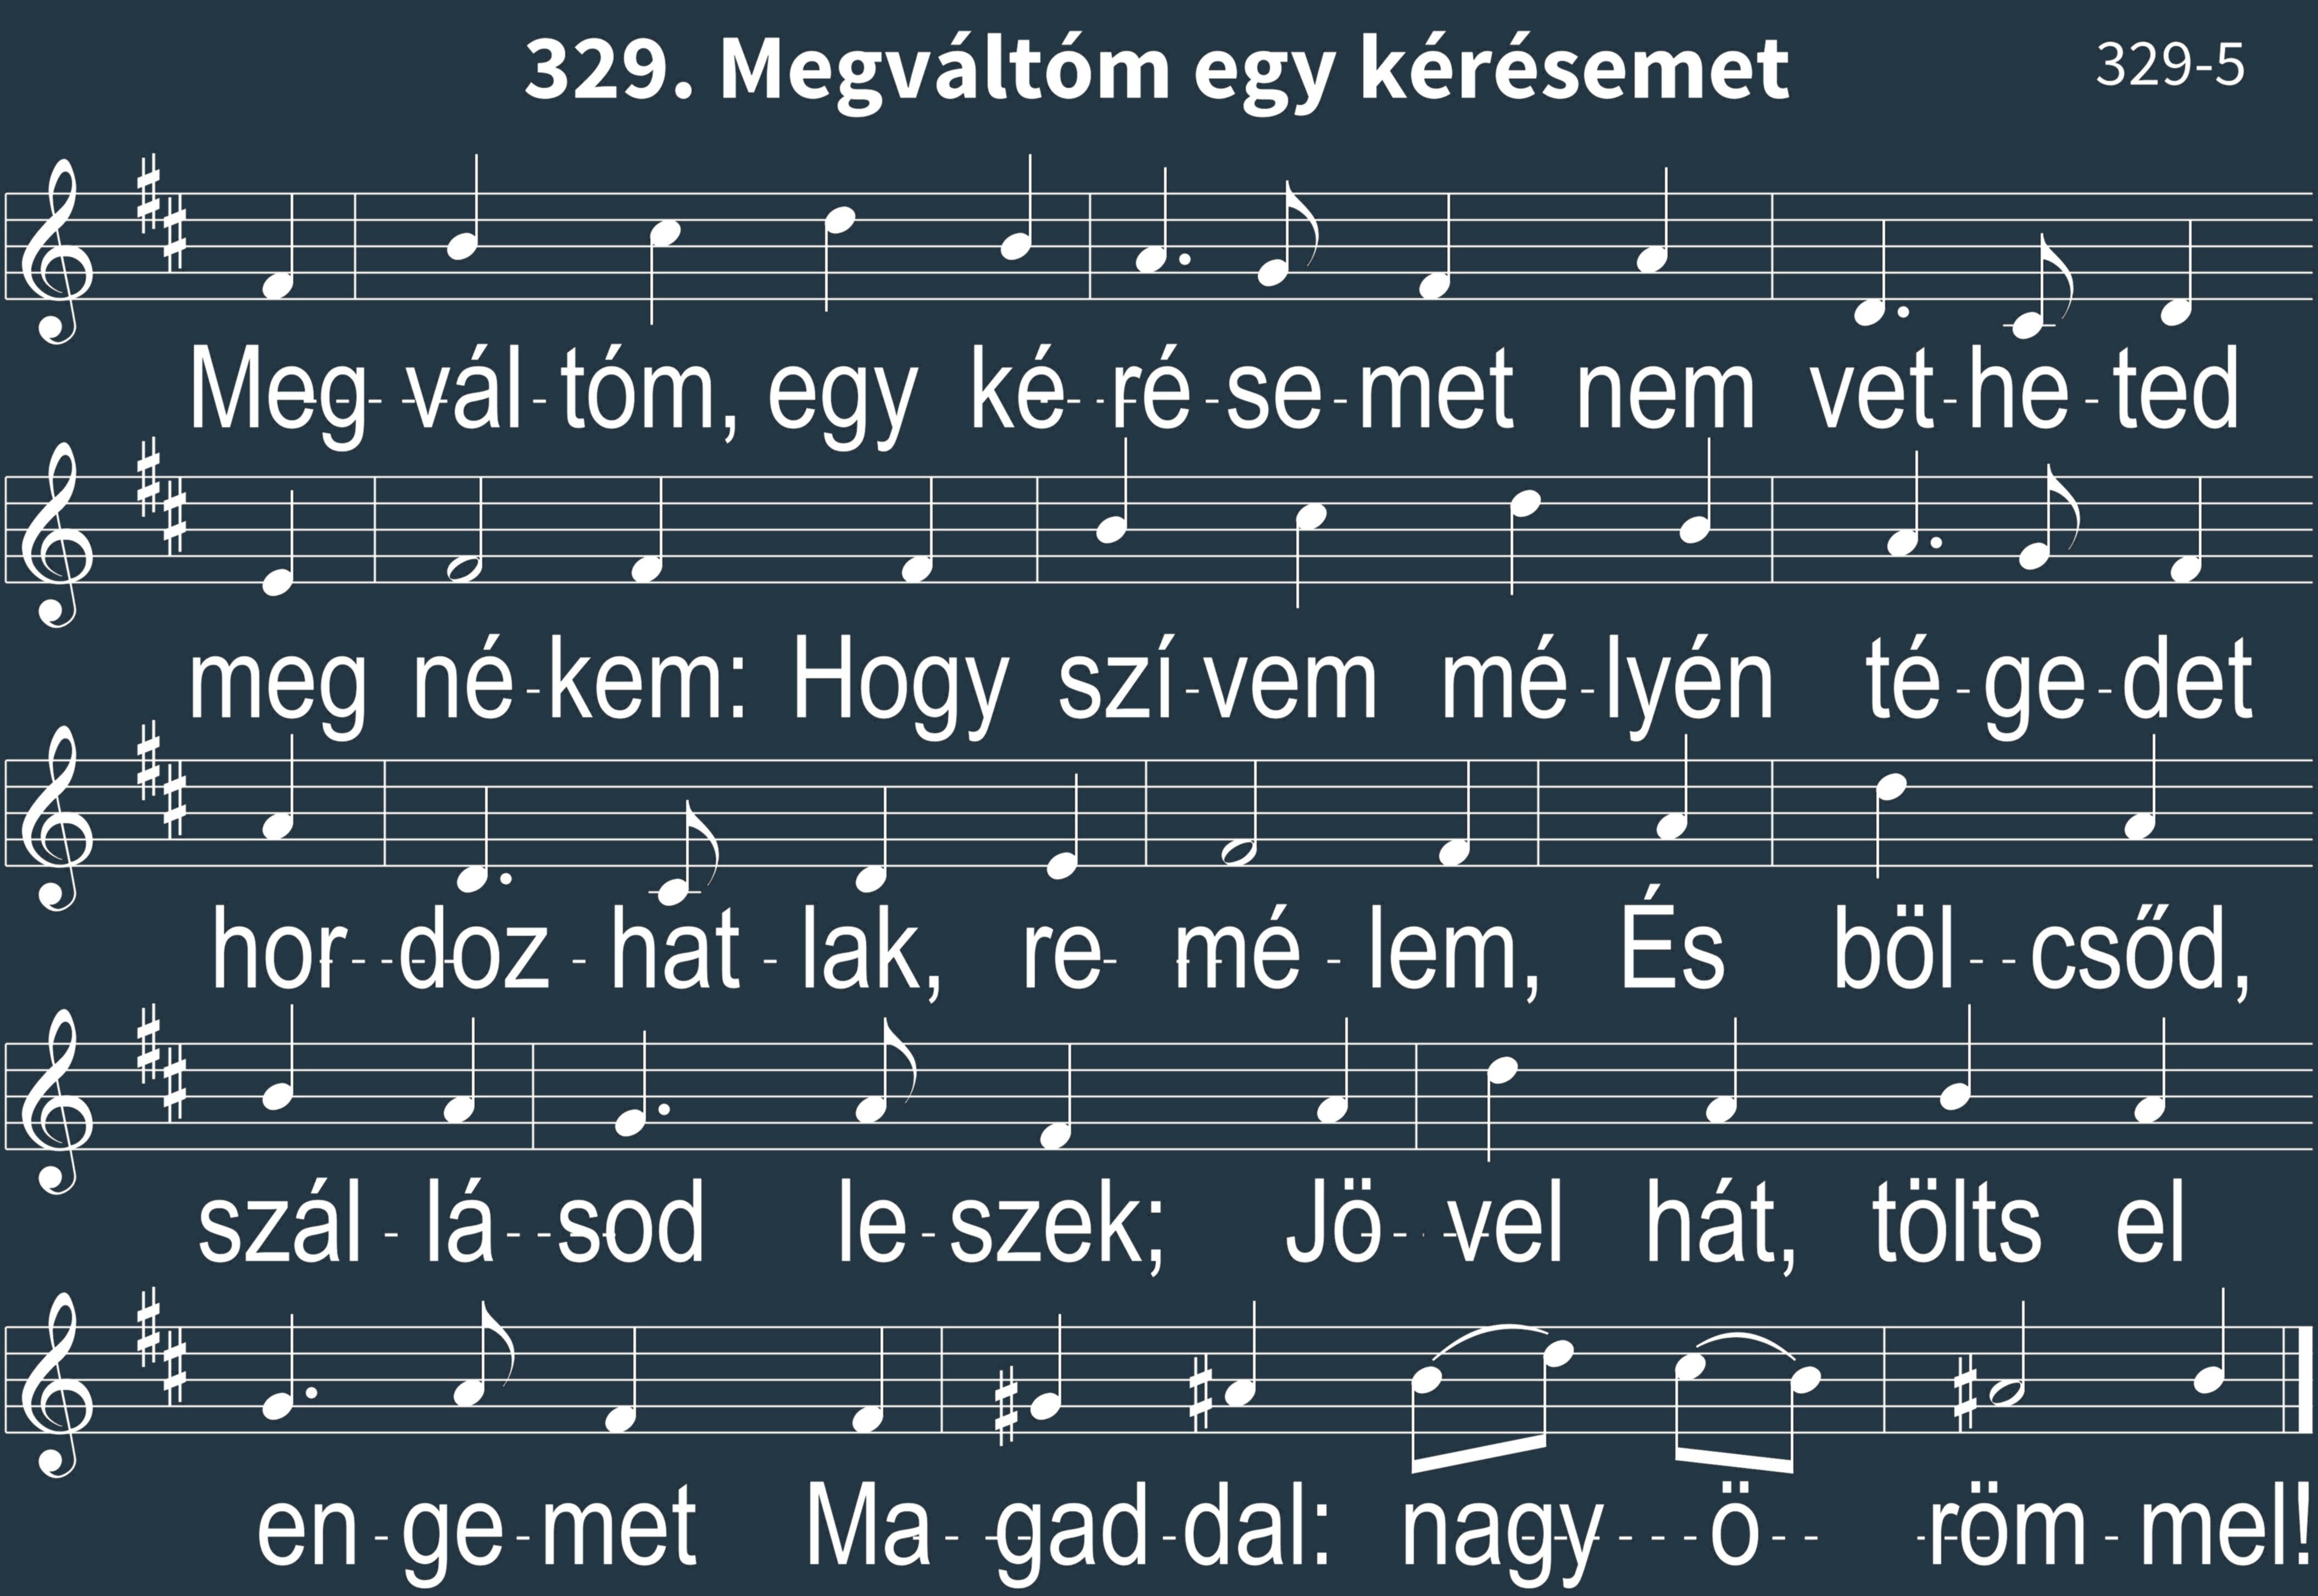 329. Megváltóm egy kérésemet
329-5
Meg-vál-tóm, egy ké-ré-se-met nem vet-he-ted
meg né-kem: Hogy szí-vem mé-lyén té-ge-det
hor-doz-hat-lak, re-mé-lem, És böl-csőd,
szál-lá-sod le-szek; Jö-vel hát, tölts el
en-ge-met Ma-gad-dal: nagy-ö-röm-mel!